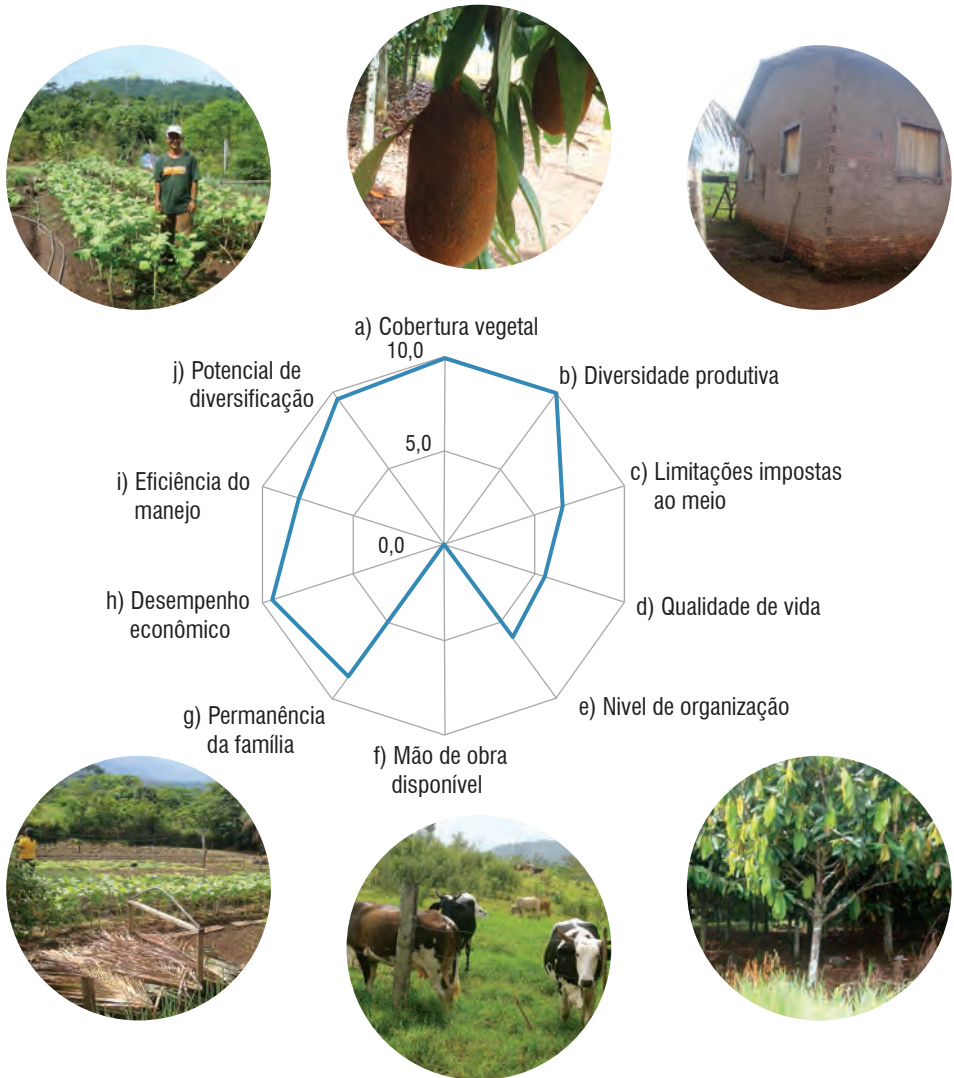 a) Cobertura vegetal
10,0
b) Diversidade produtiva
c) Limitações impostas
ao meio
d) Qualidade de vida
e) Nivel de organização
f) Mão de obra
disponível
g) Permanência
da família
h) Desempenho
econômico
i) Eficiência do
manejo
j) Potencial de
diversificação
5,0
0,0